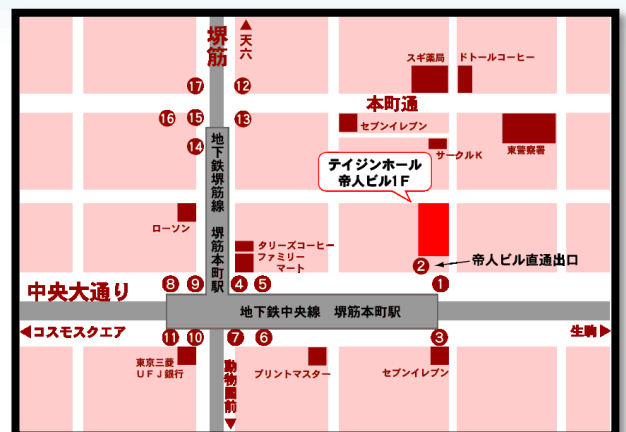 堺筋
天六
スギ薬局
ドトールコーヒー
⑰
⑫
本町通
⑯
⑮
⑬
セブンイレブン
⑭
サークルK
東警察署
テイジンホール
帝人ビル1F
地下鉄堺筋線 堺筋本町駅
ローソン
タリーズコーヒー
ファミリー
マート
②
帝人ビル直通出口
中央大通り
⑧
⑨
④
⑤
①
地下鉄中央線 堺筋本町駅
コスモスクエア
生駒
⑪
⑩
⑦
⑥
③
東京三菱
UFJ銀行
動物園前
プリントマスター
セブンイレブン